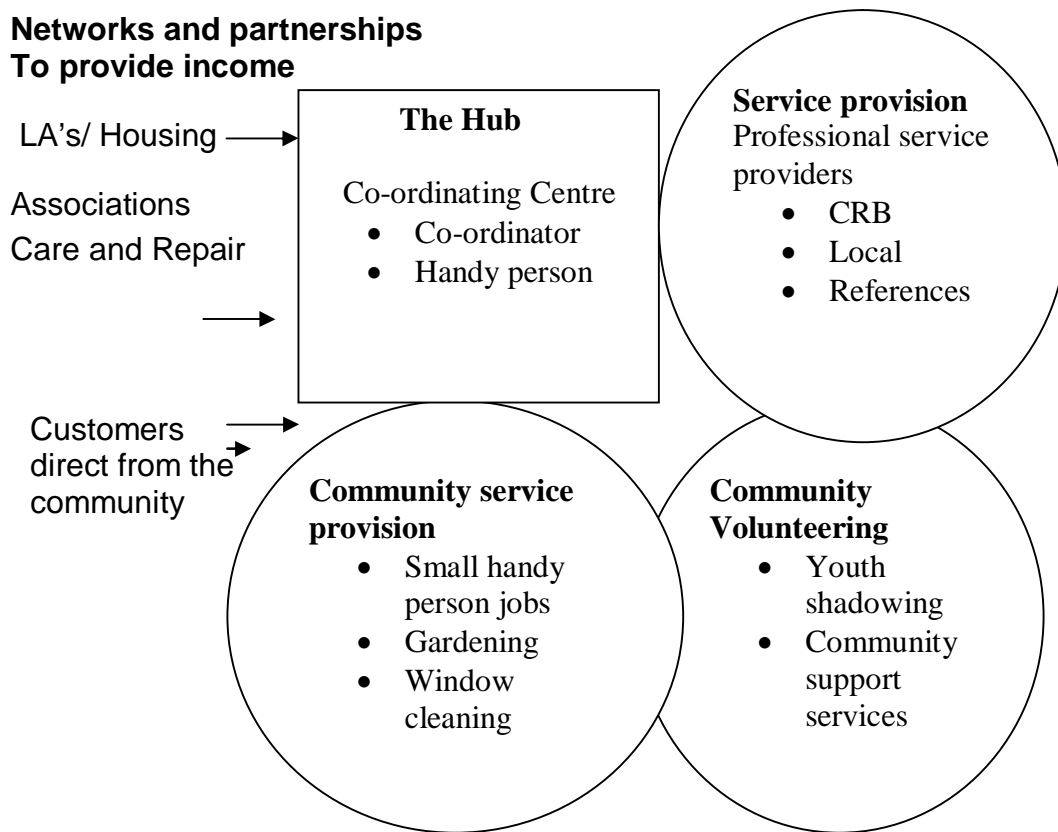 Networks and partnerships
To provide income
LA's/ Housing
Associations
Care and Repair
Customers
direct from the
community
The Hub
Co-ordinating Centre
• Co-ordinator
• Handy person
Service provision
Professional service
providers
• CRB
• Local
• References
Community service
provision
• Small handy
person jobs
• Gardening
• Window
cleaning
Community
Volunteering
• Youth
shadowing
• Community
support
services